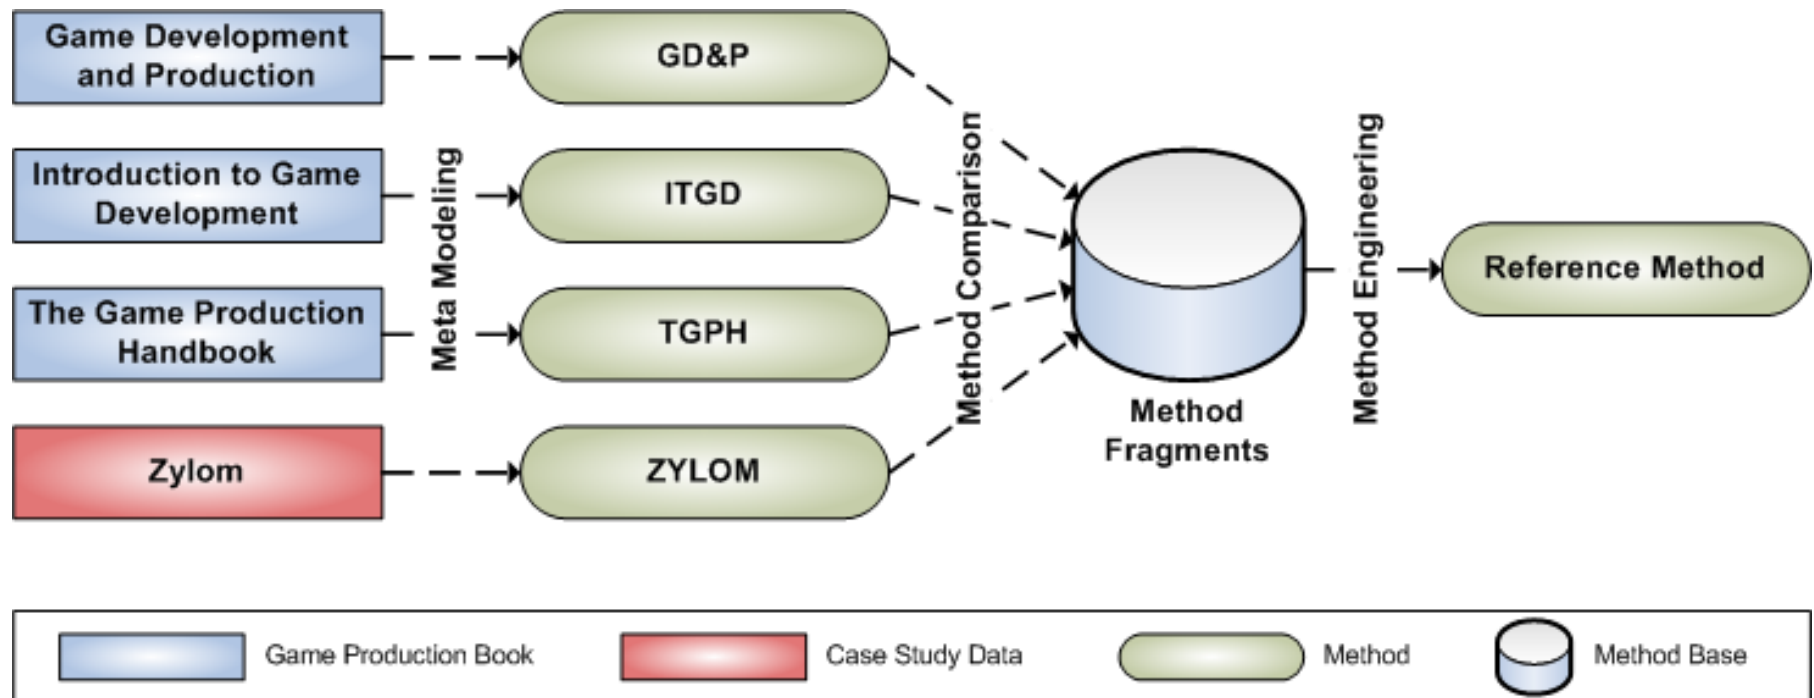 Game Development
and Production
GD&P
Introduction to Game
Development
ITGD
The Game Production
Handbook
TGPH
Zylom
ZYLOM
Meta Modeling
Method Comparison
Method
Fragments
Method Engineering
Reference Method
Game Production Book
Case Study Data
Method
Method Base